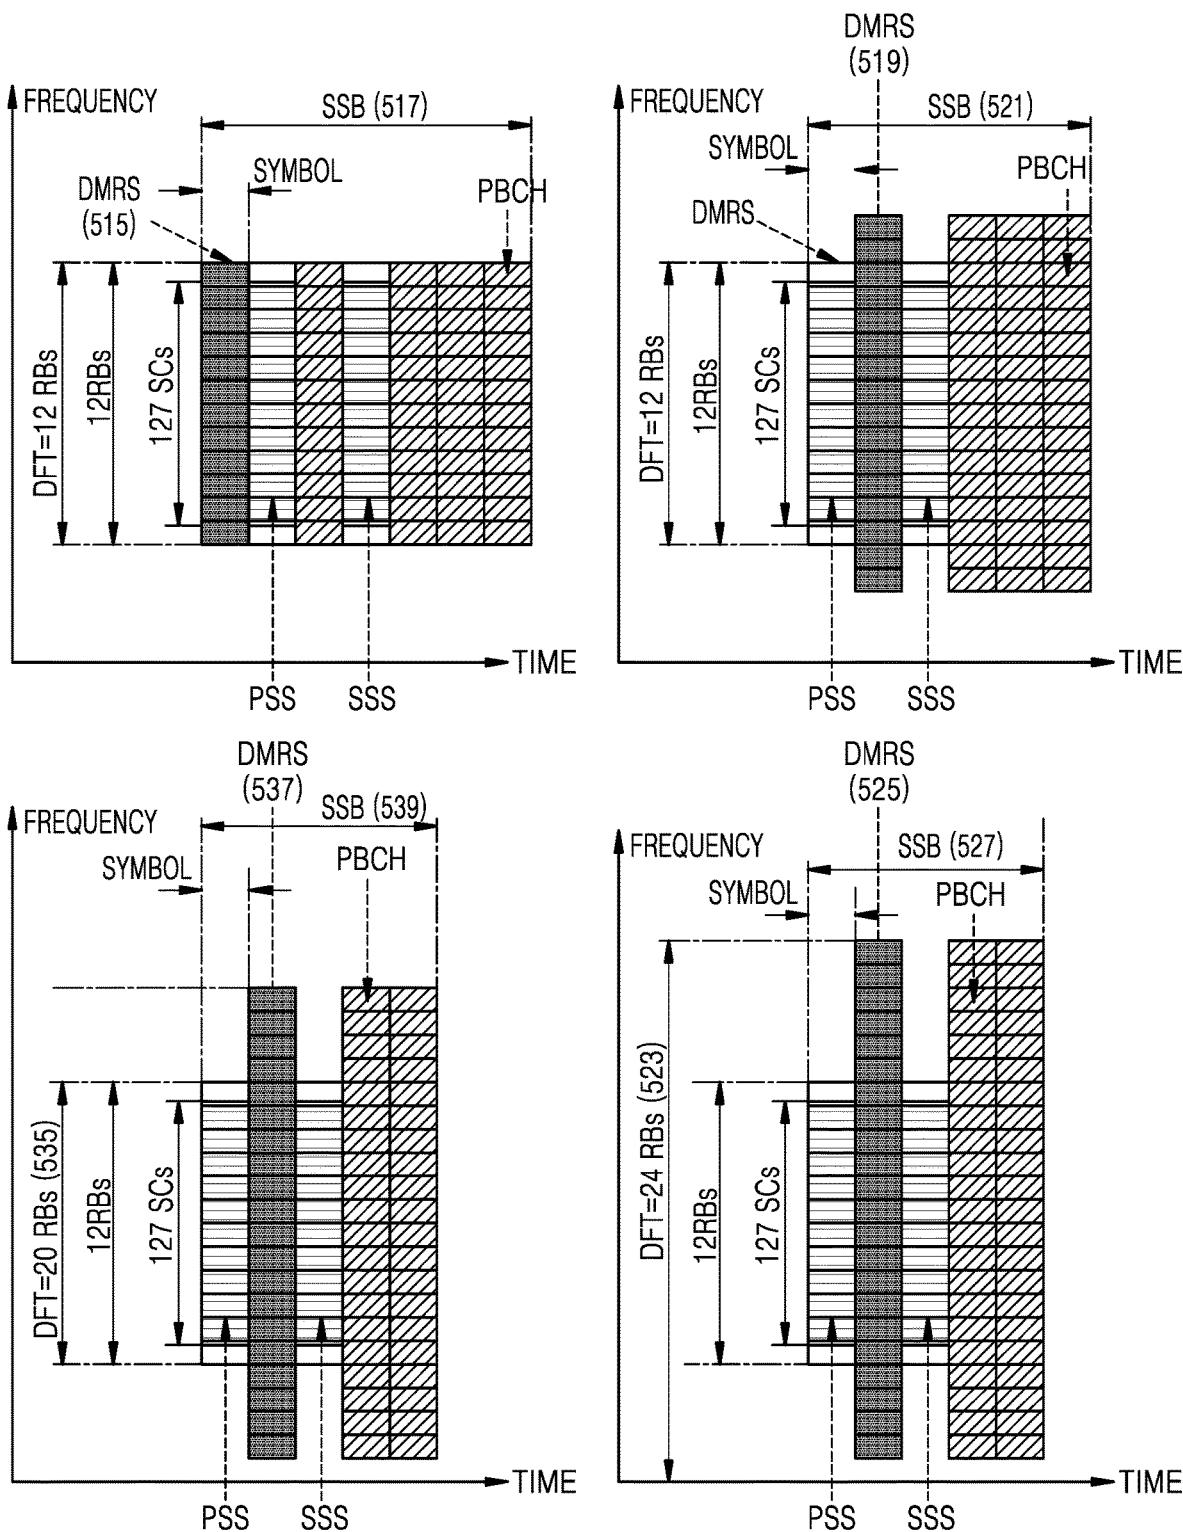 FREQUENCY
SSB (517)
SYMBOL
DMRS
(515)
PBCH
DFT=12 RBs
12RBs
127 SCs
TIME
PSS
SSS
DMRS
(519)
FREQUENCY
SSB (521)
SYMBOL
PBCH
DMRS
DFT=12 RBs
12RBs
127 SCs
TIME
PSS
SSS
DMRS
(537)
FREQUENCY
SSB (539)
SYMBOL
PBCH
DFT=20 RBs (535)
12RBs
127 SCs
TIME
PSS
SSS
DMRS
(525)
FREQUENCY
SSB (527)
SYMBOL
PBCH
DFT=24 RBs (523)
12RBs
127 SCs
TIME
PSS
SSS